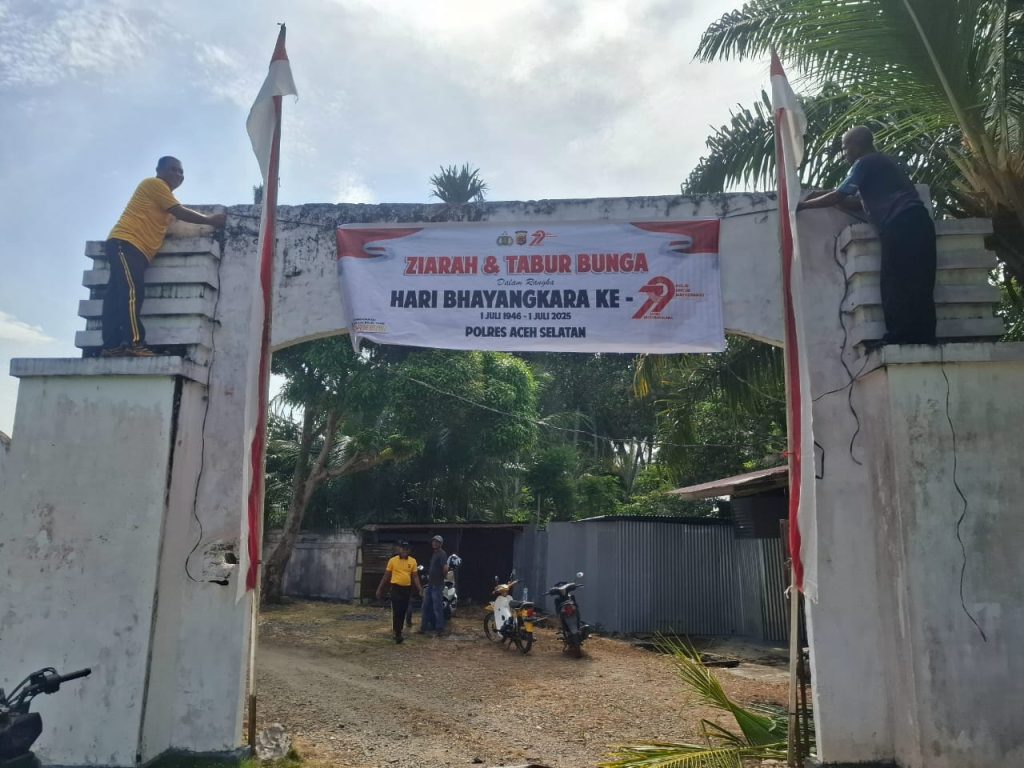 ZIARAH & TABUR BUNGA
Dalam Rangka
HARI BHAYANGKARA KE - 79
1 JULI 1946 - 1 JULI 2025
POLRES ACEH SELATAN